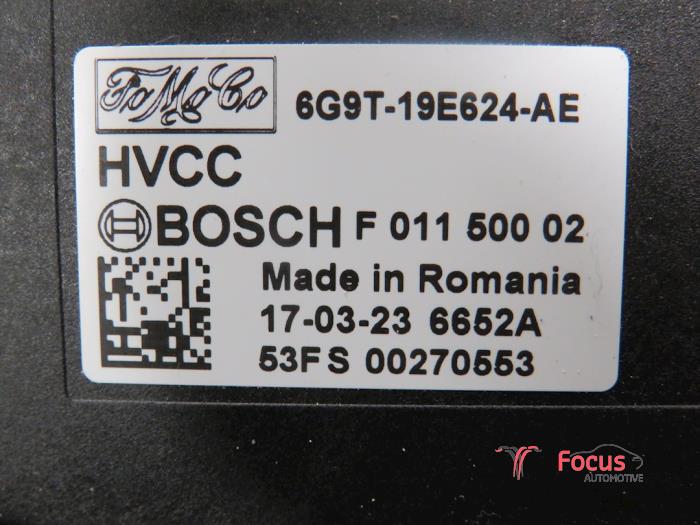 FoMoCo
6G9T-19E624-AE
HVCC
BOSCH F 011 500 02
Made in Romania
17-03-23 6652A
53FS 00270553
Focus
AUTOMOTIVE